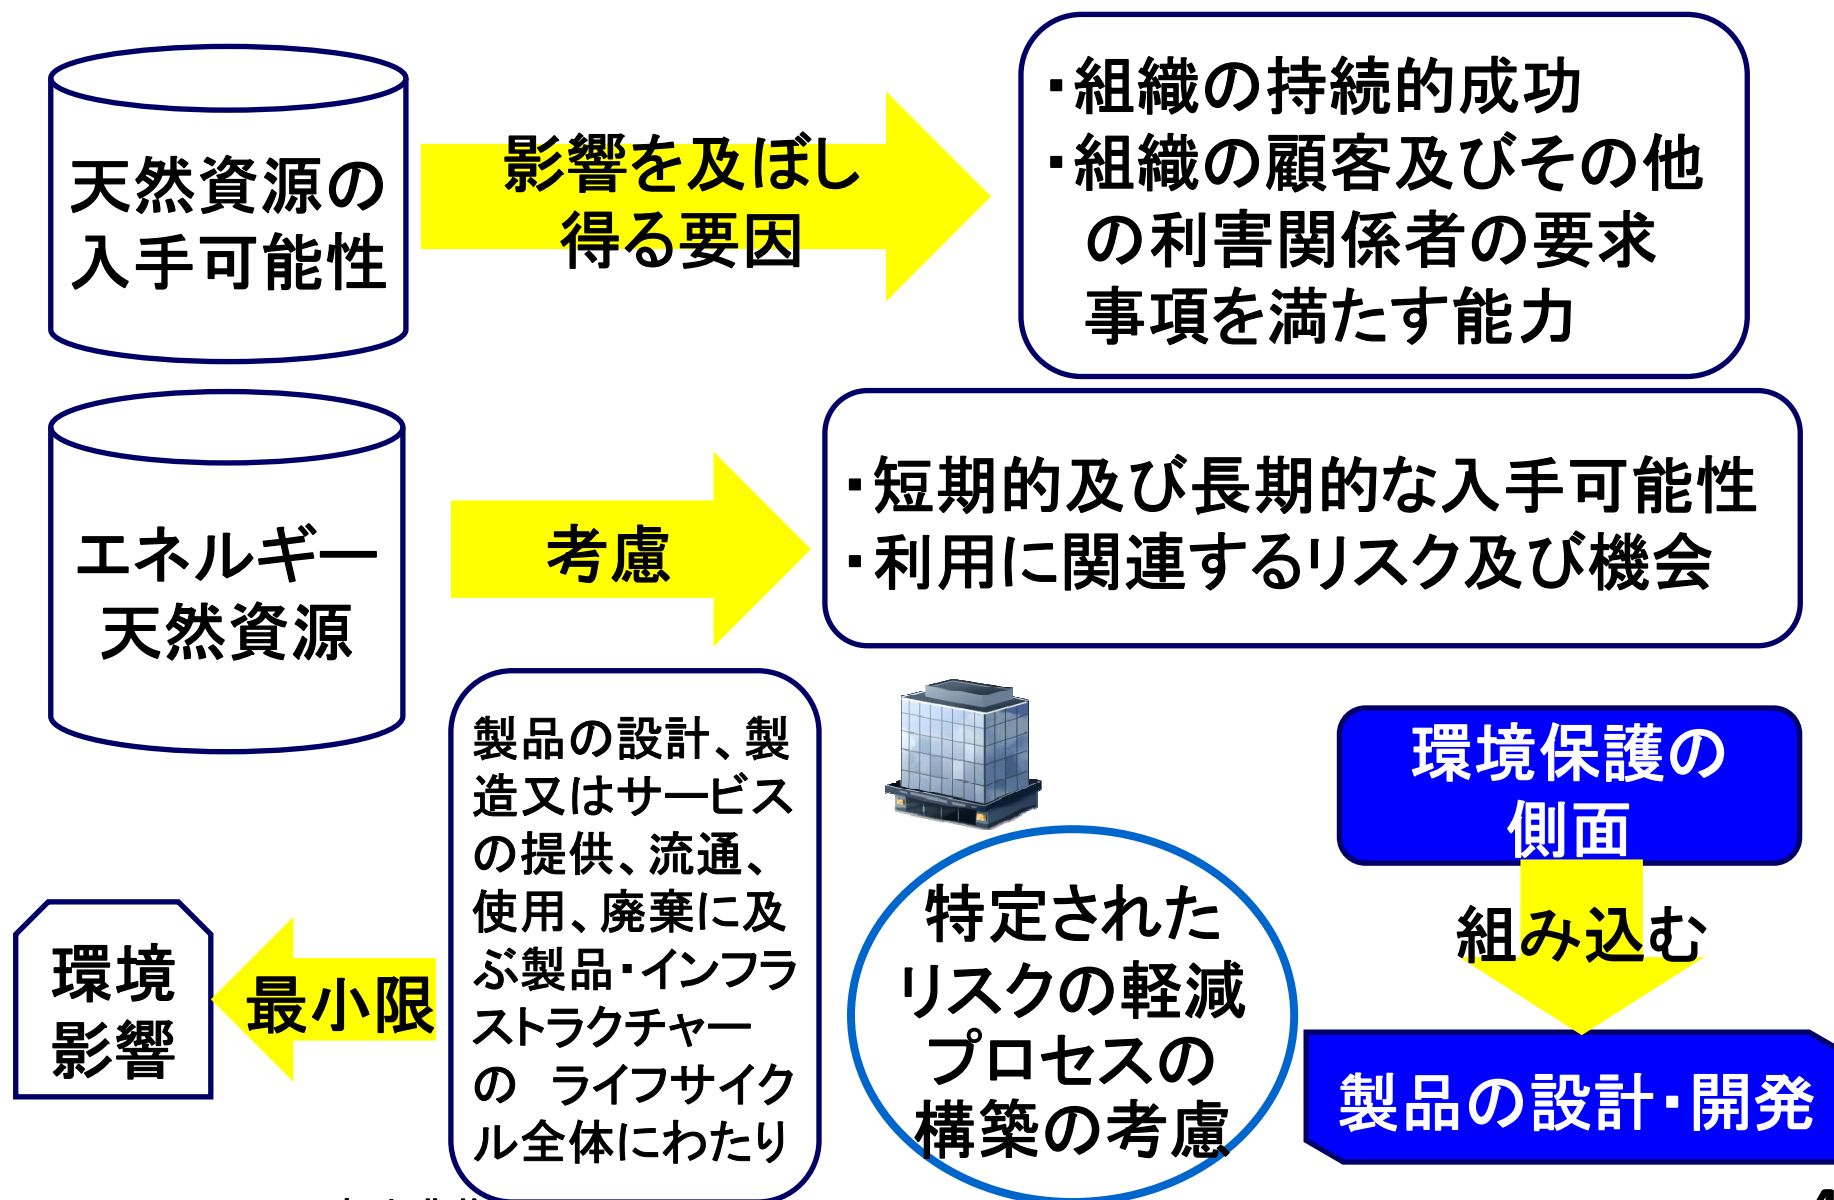 天然資源の
入手可能性
影響を及ぼし
得る要因
・組織の持続的成功
・組織の顧客及びその他
の利害関係者の要求
事項を満たす能力
エネルギー
天然資源
考慮
・短期的及び長期的な入手可能性
・利用に関連するリスク及び機会
環境
影響
最小限
製品の設計、製
造又はサービス
の提供、流通、
使用、廃棄に及
ぶ製品・インフラ
ストラクチャー
の　ライフサイク
ル全体にわたり
特定された
リスクの軽減
プロセスの
構築の考慮
環境保護の
側面
組み込む
製品の設計・開発